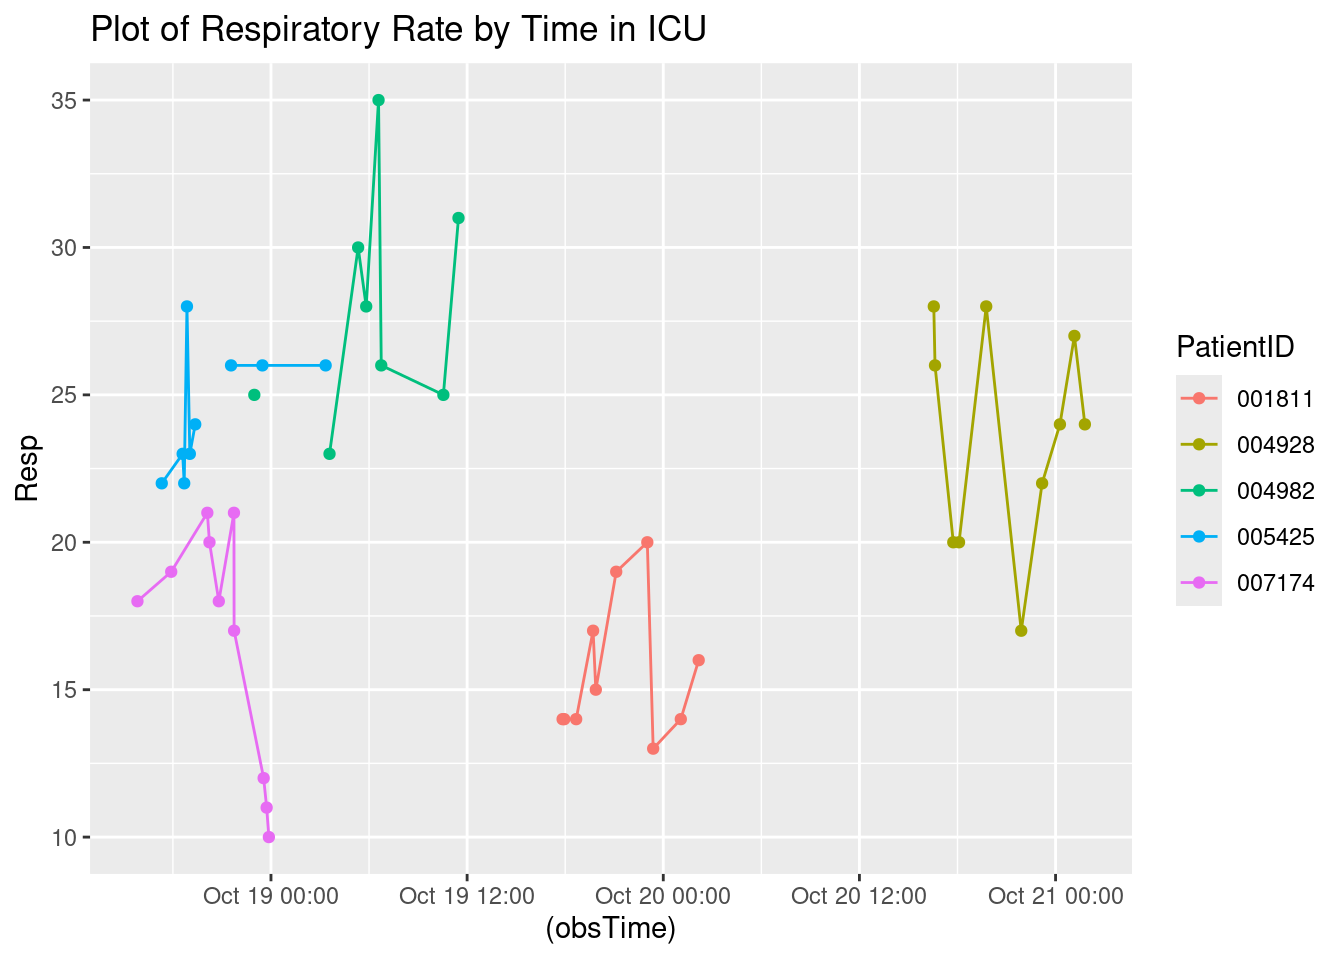 Plot of Respiratory Rate by Time in ICU
35
30
25
20
15
10
Resp
Oct 19 00:00
Oct 19 12:00
Oct 20 00:00
Oct 20 12:00
Oct 21 00:00
(obsTime)
PatientID
001811
004928
004982
005425
007174